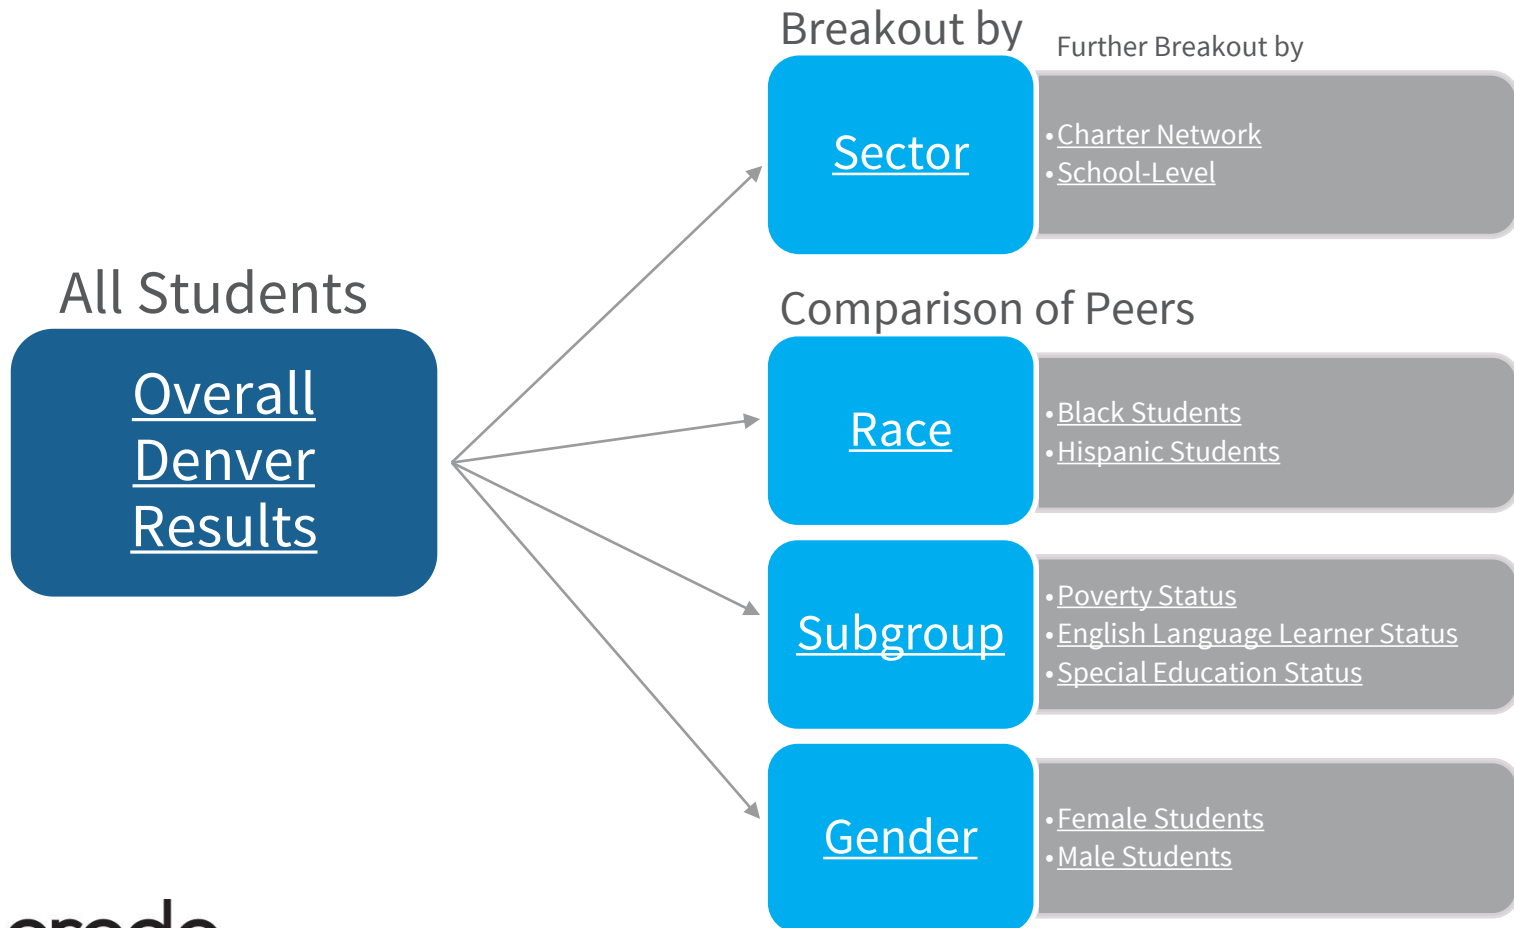 Breakout by
Further Breakout by
Sector
•Charter Network
•School-Level
All Students
Overall
Denver
Results
Comparison of Peers
Race
•Black Students
•Hispanic Students
Subgroup
•Poverty Status
•English Language Learner Status
•Special Education Status
Gender
•Female Students
•Male Students
credo